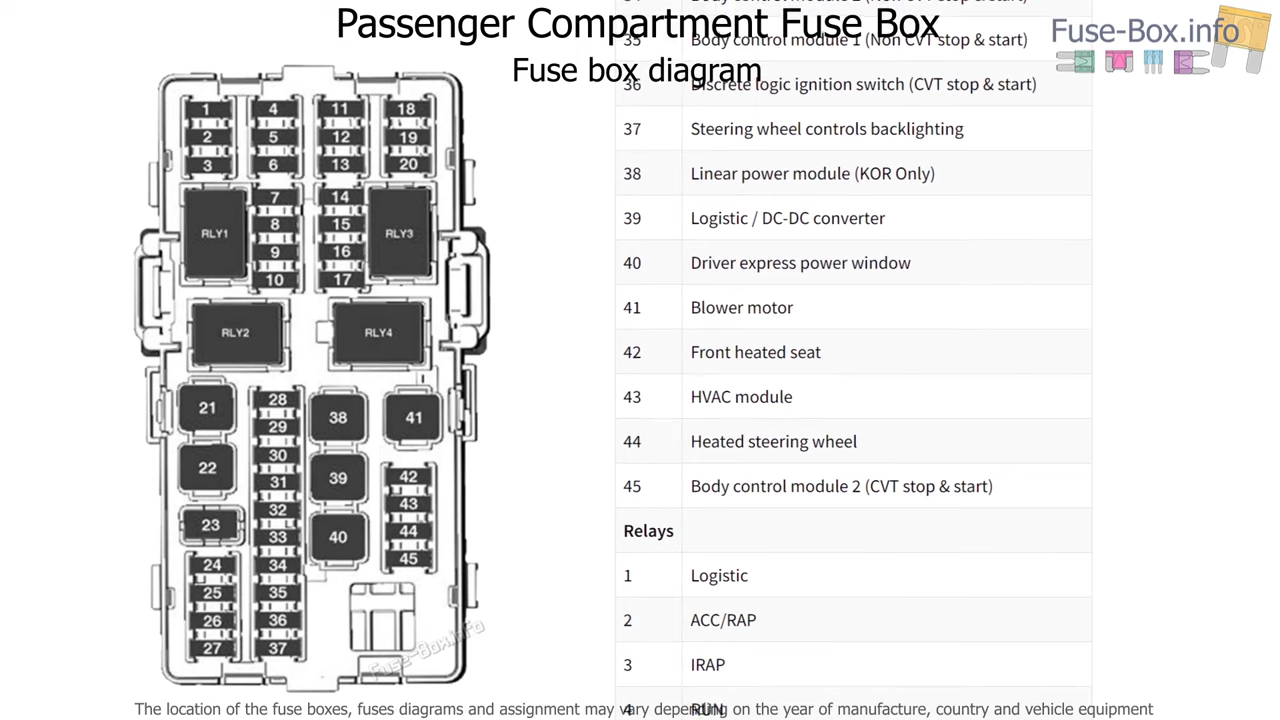 Passenger Compartment Fuse Box
Fuse box diagram
Fuse-Box.info
35 Body control module 1 (Non CVT stop & start)
36 Discrete logic ignition switch (CVT stop & start)
37 Steering wheel controls backlighting
38 Linear power module (KOR Only)
39 Logistic / DC-DC converter
40 Driver express power window
41 Blower motor
42 Front heated seat
43 HVAC module
44 Heated steering wheel
45 Body control module 2 (CVT stop & start)
Relays
1 Logistic
2 ACC/RAP
3 IRAP
4 RUN
1 4 11 18
2 5 12 19
3 6 13 20
7 14
RLY1 8 15 RLY3
9 16
10 17
RLY2 RLY4
21 28 38 41
29
22 30 39 42
31 43
23 32 40 44
33 45
24 34
25 35
26 36
27 37
Fuse-Box.info
The location of the fuse boxes, fuses diagrams and assignment may vary depending on the year of manufacture, country and vehicle equipment